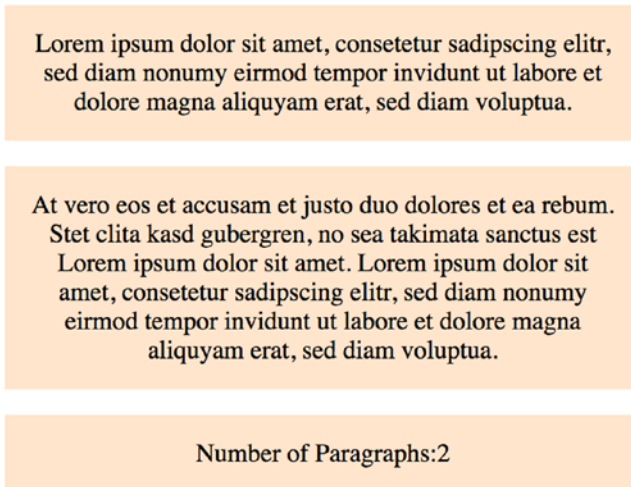 Lorem ipsum dolor sit amet, consetetur sadipscing elitr,
sed diam nonumy eirmod tempor invidunt ut labore et
dolore magna aliquyam erat, sed diam voluptua.
At vero eos et accusam et justo duo dolores et ea rebum.
Stet clita kasd gubergren, no sea takimata sanctus est
Lorem ipsum dolor sit amet. Lorem ipsum dolor sit
amet, consetetur sadipscing elitr, sed diam nonumy
eirmod tempor invidunt ut labore et dolore magna
aliquyam erat, sed diam voluptua.
Number of Paragraphs:2